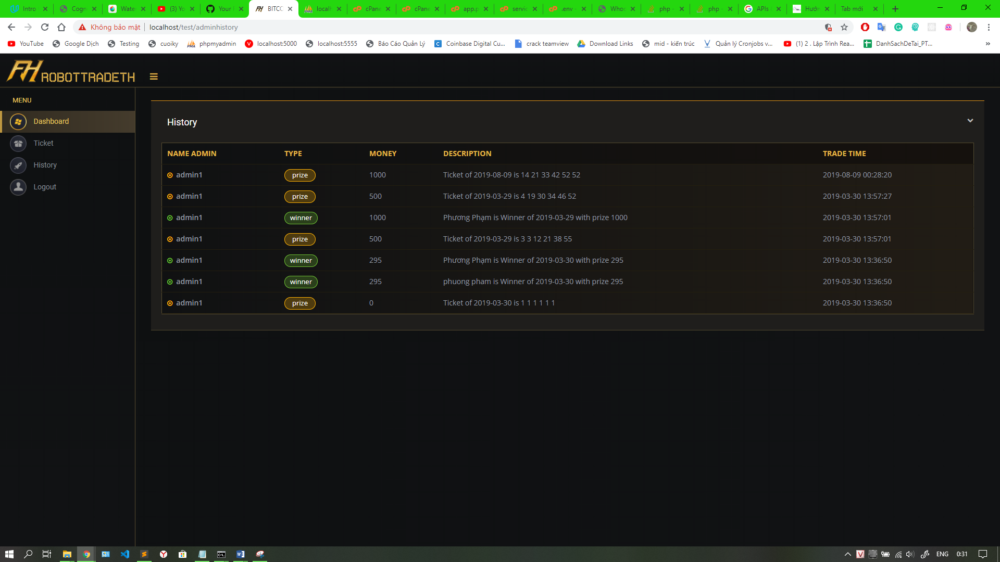 Intro
Cogn
Wate
(3) Yo
Your
BITCC
localh
cPane
cPane
app.p
servic
.env -
Whoc
php -
php -
APIs
Hướn
Tab mới
Không bảo mật
localhost/test/adminhistory
YouTube
Google Dịch
Testing
cuoiky
phpmyadmin
localhost:5000
localhost:5555
Báo Cáo Quản Lý
Coinbase Digital Cu...
crack teamview
Download Links
mid - kiến trúc
Quản lý Cronjobs v...
(1) 2 . Lập Trình Rea...
DanhSachDeTai_PT...
»
FH ROBOTTRADETH
MENU
Dashboard
Ticket
History
Logout
History
NAME ADMIN TYPE MONEY DESCRIPTION TRADE TIME
admin1 prize 1000 Ticket of 2019-08-09 is 14 21 33 42 52 52 2019-08-09 00:28:20
admin1 prize 500 Ticket of 2019-03-29 is 4 19 30 34 46 52 2019-03-30 13:57:27
admin1 winner 1000 Phương Phạm is Winner of 2019-03-29 with prize 1000 2019-03-30 13:57:01
admin1 prize 500 Ticket of 2019-03-29 is 3 3 12 21 38 55 2019-03-30 13:57:01
admin1 winner 295 Phương Phạm is Winner of 2019-03-30 with prize 295 2019-03-30 13:36:50
admin1 winner 295 phuong pham is Winner of 2019-03-30 with prize 295 2019-03-30 13:36:50
admin1 prize 0 Ticket of 2019-03-30 is 1 1 1 1 1 1 2019-03-30 13:36:50
ENG
0:31